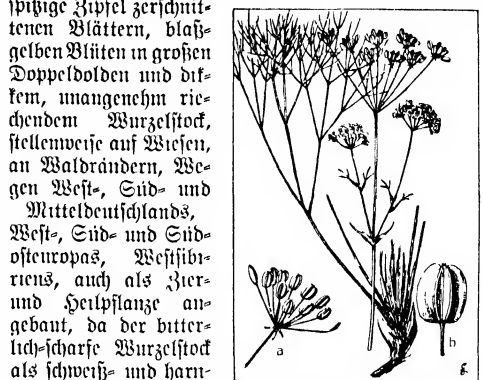 spitzige Zipfel zerschnit-
tenen Blättern, blaß-
gelben Blüten in großen
Doppeldolden und dik-
kem, unangenehm rie-
chendem Wurzelstock,
stellenweise auf Wiesen,
an Waldrändern, We-
gen West-, Süd- und
Mitteldeutschlands,
West-, Süd- und Süd-
osteuropas, Westsibi-
riens, auch als Zier-
und Heilpflanze an-
gebaut, da der bitter-
lich-scharfe Wurzelstock
als schweiß- und harn-
a
b